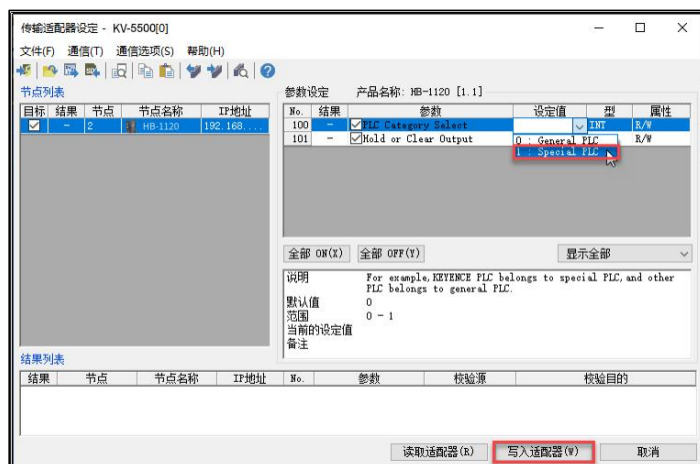 传输适配器设定 - KV-5500[0]
文件(F) 通信(T) 通信选项(S) 帮助(H)
节点列表
目标 结果 节点 节点名称 IP地址
- 2 HB-1120 192.168....
参数设定 产品名称: HB-1120 [1.1]
No. 结果 参数 设定值 型 属性
100 - PLC Category Select INT R/W
101 - Hold or Clear Output R/W
0 : General PLC
1 : Special PLC
全部 ON(X) 全部 OFF(Y) 显示全部
说明 For example,KEYENCE PLC belongs to special PLC,and other
PLC belongs to general PLC.
默认值 0
范围 0 - 1
当前的设定值
备注
结果列表
结果 节点 节点名称 IP地址 No. 参数 校验源 校验目的
读取适配器(R) 写入适配器(W) 取消